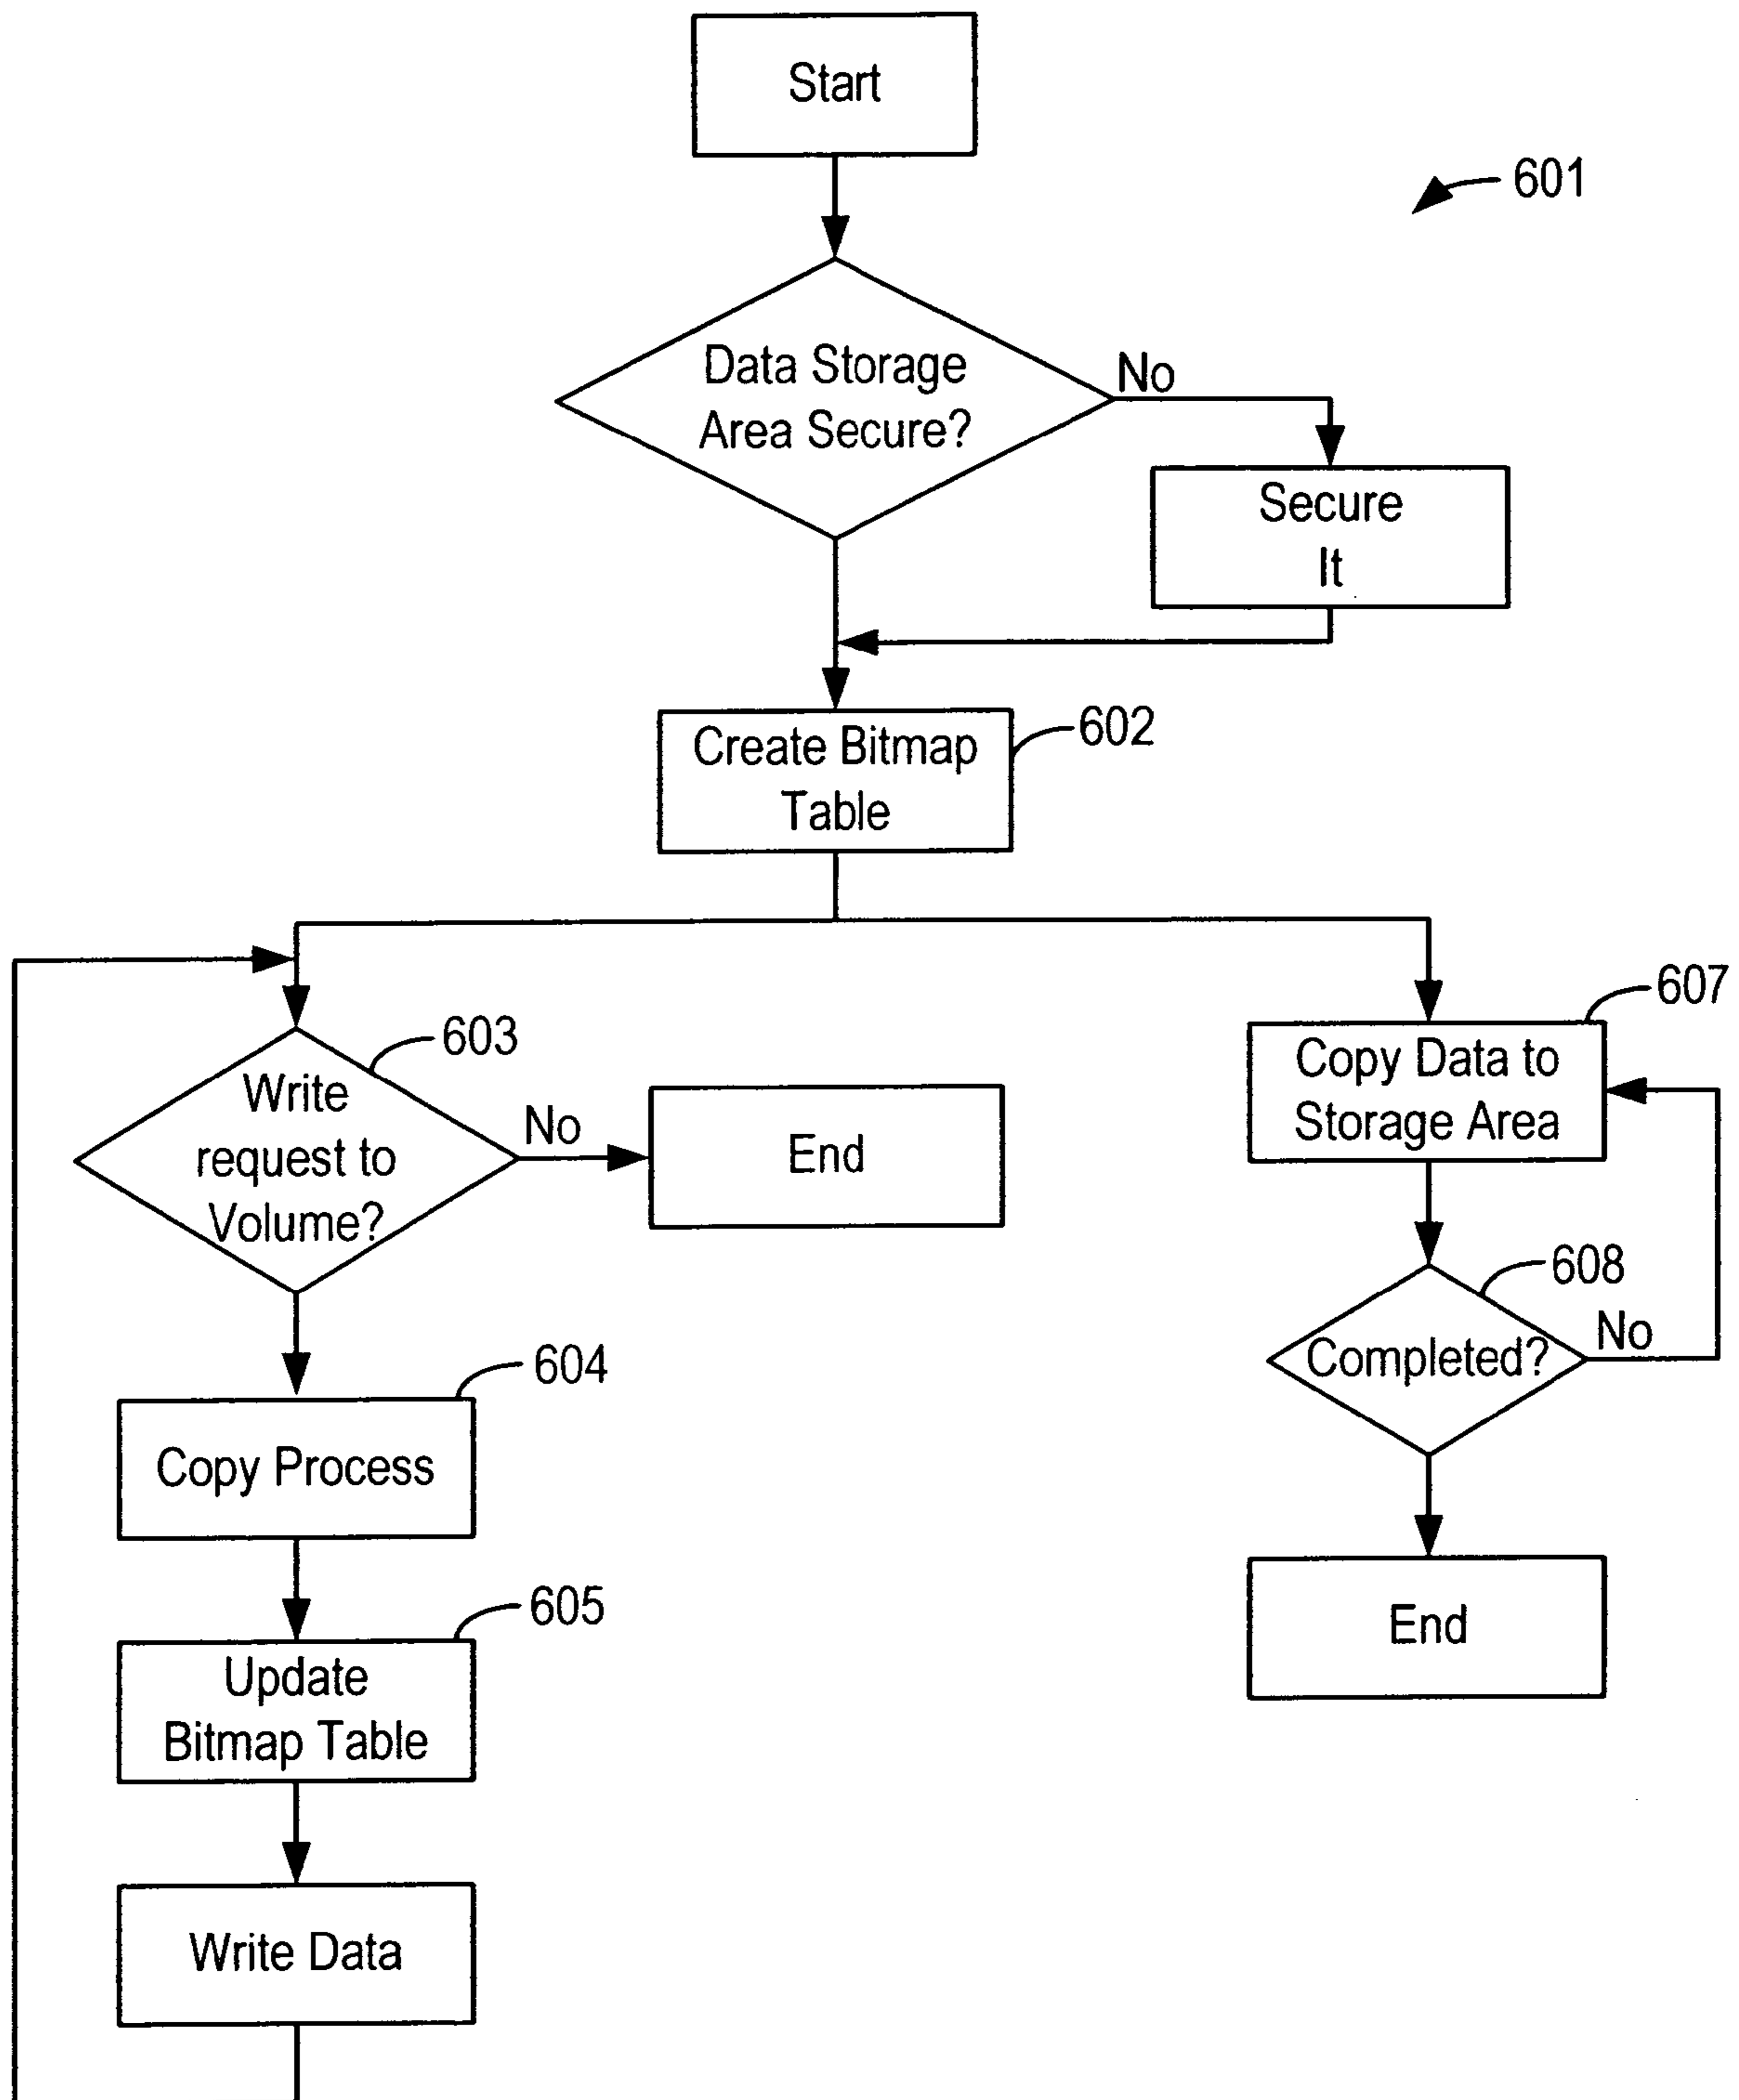 Start
601
Data Storage
Area Secure?
No
Secure
It
Create Bitmap
Table
602
603
Write
request to
Volume?
No
End
604
Copy Process
605
Update
Bitmap Table
Write Data
607
Copy Data to
Storage Area
608
Completed?
No
End